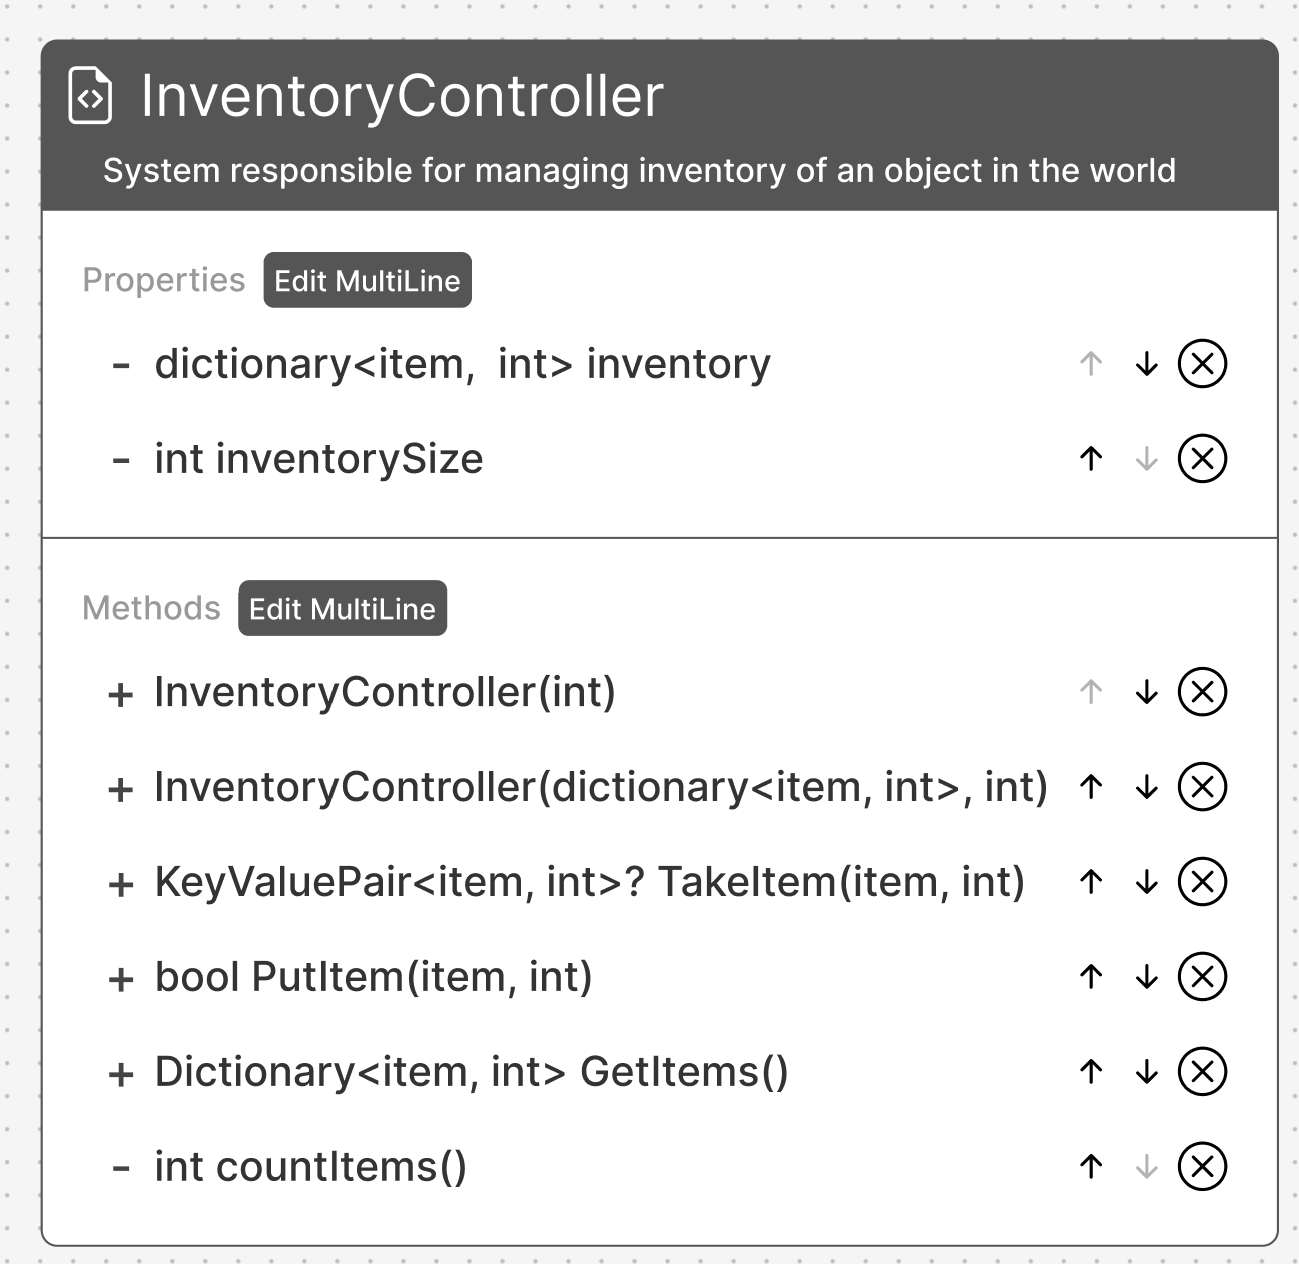 InventoryController
System responsible for managing inventory of an object in the world
Properties Edit MultiLine
- dictionary<item,  int> inventory
- int inventorySize
Methods Edit MultiLine
+ InventoryController(int)
+ InventoryController(dictionary<item, int>, int)
+ KeyValuePair<item, int>? TakeItem(item, int)
+ bool PutItem(item, int)
+ Dictionary<item, int> GetItems()
- int countItems()